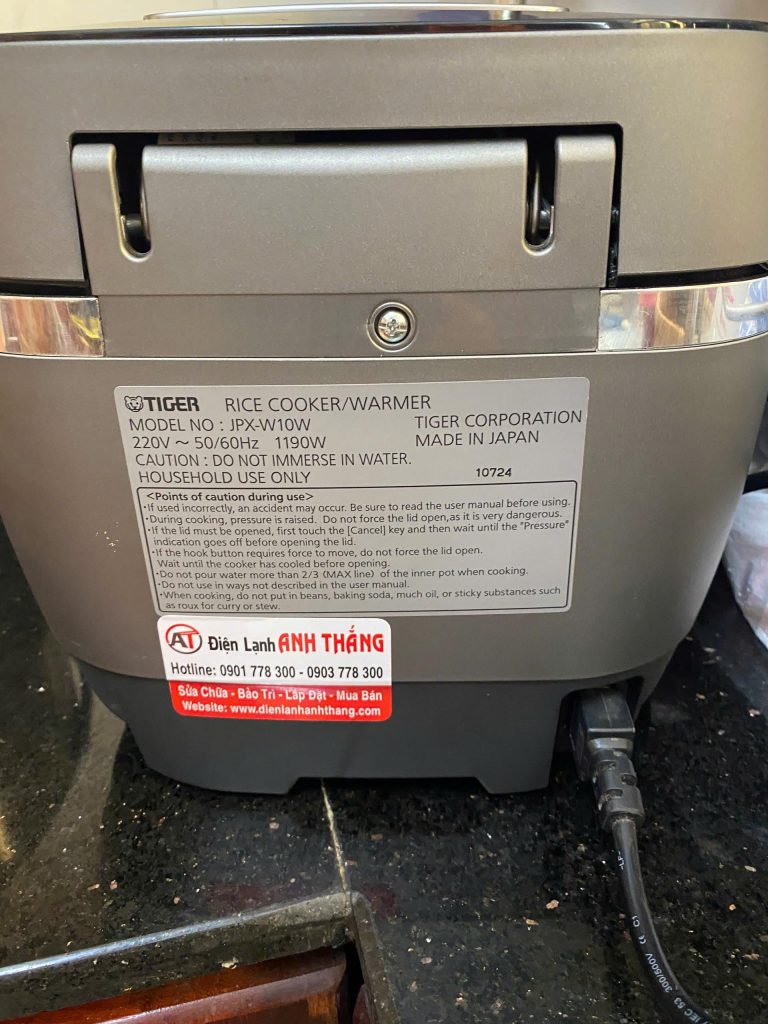 TIGER RICE COOKER/WARMER
MODEL NO : JPX-W10W TIGER CORPORATION
220V ～ 50/60Hz 1190W MADE IN JAPAN
CAUTION : DO NOT IMMERSE IN WATER.
HOUSEHOLD USE ONLY 10724
<Points of caution during use>
･If used incorrectly, an accident may occur. Be sure to read the user manual before using.
･During cooking, pressure is raised. Do not force the lid open, as it is very dangerous.
･If the lid must be opened, first touch the [Cancel] key and then wait until the "Pressure"
indication goes off before opening the lid.
･If the hook button requires force to move, do not force the lid open.
Wait until the cooker has cooled before opening.
･Do not pour water more than 2/3 (MAX line) of the inner pot when cooking.
･Do not use in ways not described in the user manual.
･When cooking, do not put in beans, baking soda, much oil, or sticky substances such
as roux for curry or stew.
AT Điện Lạnh ANH THẮNG
Hotline: 0901 778 300 - 0903 778 300
Sửa Chữa - Bảo Trì - Lắp Đặt - Mua Bán
Website: www.dienlanhanhthang.com
IEC 53 300/500V C1